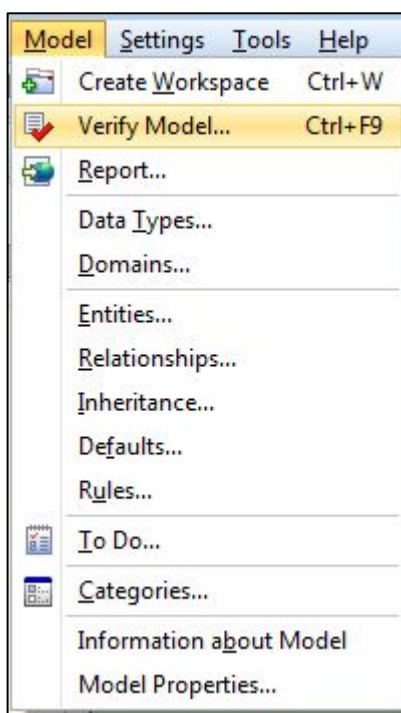 Model Settings Tools Help
Create Workspace Ctrl+W
Verify Model... Ctrl+F9
Report...
Data Types...
Domains...
Entities...
Relationships...
Inheritance...
Defaults...
Rules...
To Do...
Categories...
Information about Model
Model Properties...